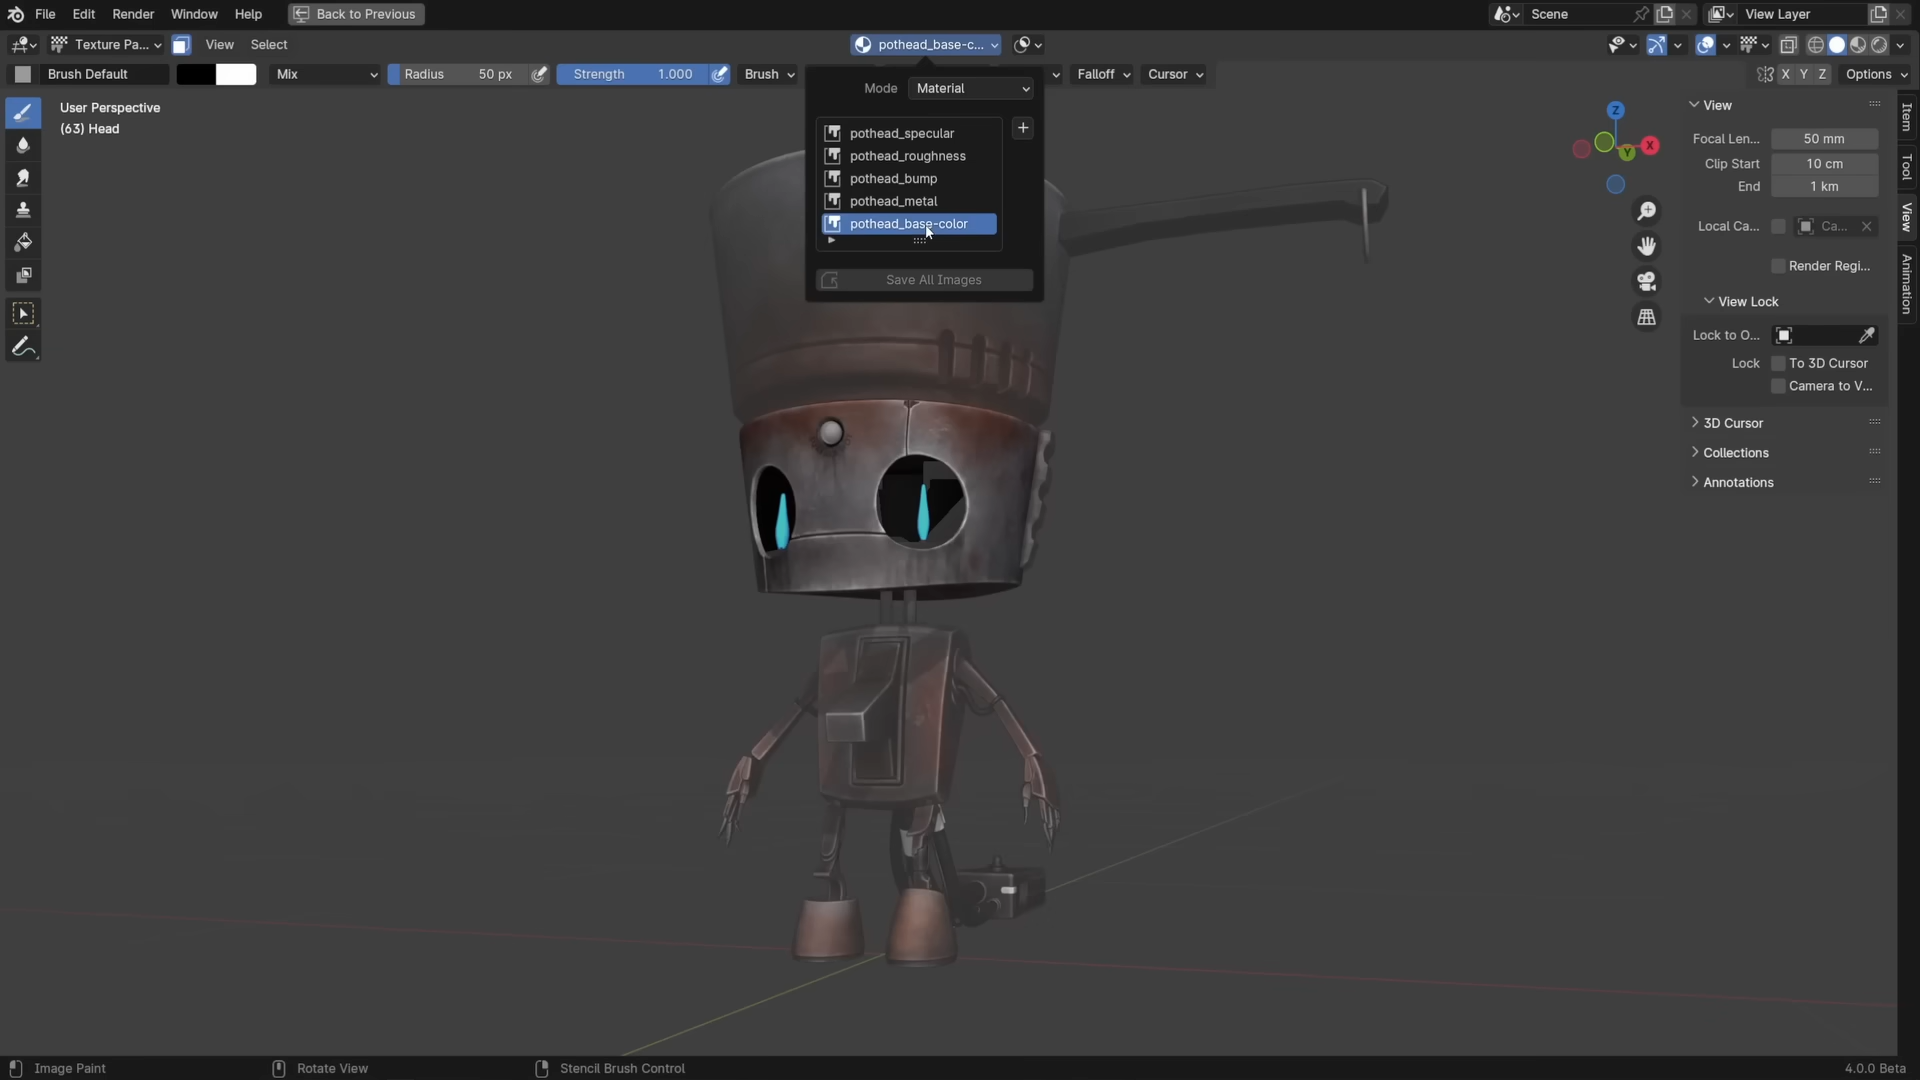 File Edit Render Window Help Back to Previous Scene View Layer
Texture Pa... View Select pothead_base-c...
Brush Default Mix Radius 50 px Strength 1.000 Brush Falloff Cursor X Y Z Options
User Perspective
(63) Head
Mode Material
pothead_specular
pothead_roughness
pothead_bump
pothead_metal
pothead_base-color
Save All Images
Z
X
Y
View
Focal Len... 50 mm
Clip Start 10 cm
End 1 km
Local Ca... Ca...
Render Regi...
View Lock
Lock to O...
Lock To 3D Cursor
Camera to V...
3D Cursor
Collections
Annotations
Item
Tool
View
Animation
Image Paint Rotate View Stencil Brush Control 4.0.0 Beta